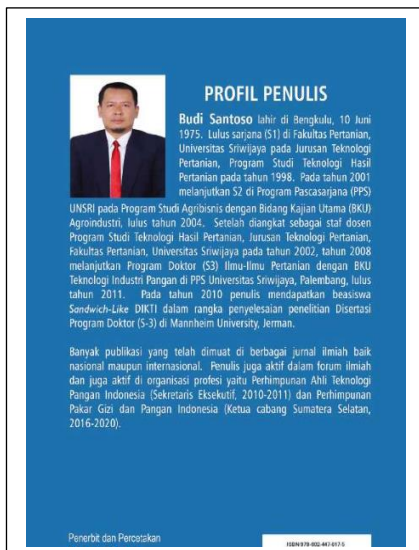 PROFIL PENULIS
Budi Santoso lahir di Bengkulu, 10 Juni
1975. Lulus sarjana (S1) di Fakultas Pertanian,
Universitas Sriwijaya pada Jurusan Teknologi
Pertanian, Program Studi Teknologi Hasil
Pertanian pada tahun 1998. Pada tahun 2001
melanjutkan S2 di Program Pascasarjana (PPS)
UNSRI pada Program Studi Agribisnis dengan Bidang Kajian Utama (BKU)
Agroindustri, lulus tahun 2004. Setelah diangkat sebagai staf dosen
Program Studi Teknologi Hasil Pertanian, Jurusan Teknologi Pertanian,
Fakultas Pertanian, Universitas Sriwijaya pada tahun 2002, tahun 2008
melanjutkan Program Doktor (S3) Ilmu-Ilmu Pertanian dengan BKU
Teknologi Industri Pangan di PPS Universitas Sriwijaya, Palembang, lulus
tahun 2011. Pada tahun 2010 penulis mendapatkan beasiswa
Sandwich-Like DIKTI dalam rangka penyelesaian penelitian Disertasi
Program Doktor (S-3) di Mannheim University, Jerman.
Banyak publikasi yang telah dimuat di berbagai jurnal ilmiah baik
nasional maupun internasional. Penulis juga aktif dalam forum ilmiah
dan juga aktif di organisasi profesi yaitu Perhimpunan Ahli Teknologi
Pangan Indonesia (Sekretaris Eksekutif, 2010-2011) dan Perhimpunan
Pakar Gizi dan Pangan Indonesia (Ketua cabang Sumatera Selatan,
2016-2020).
Penerbit dan Percetakan
ISBN 978-602-447-017-5